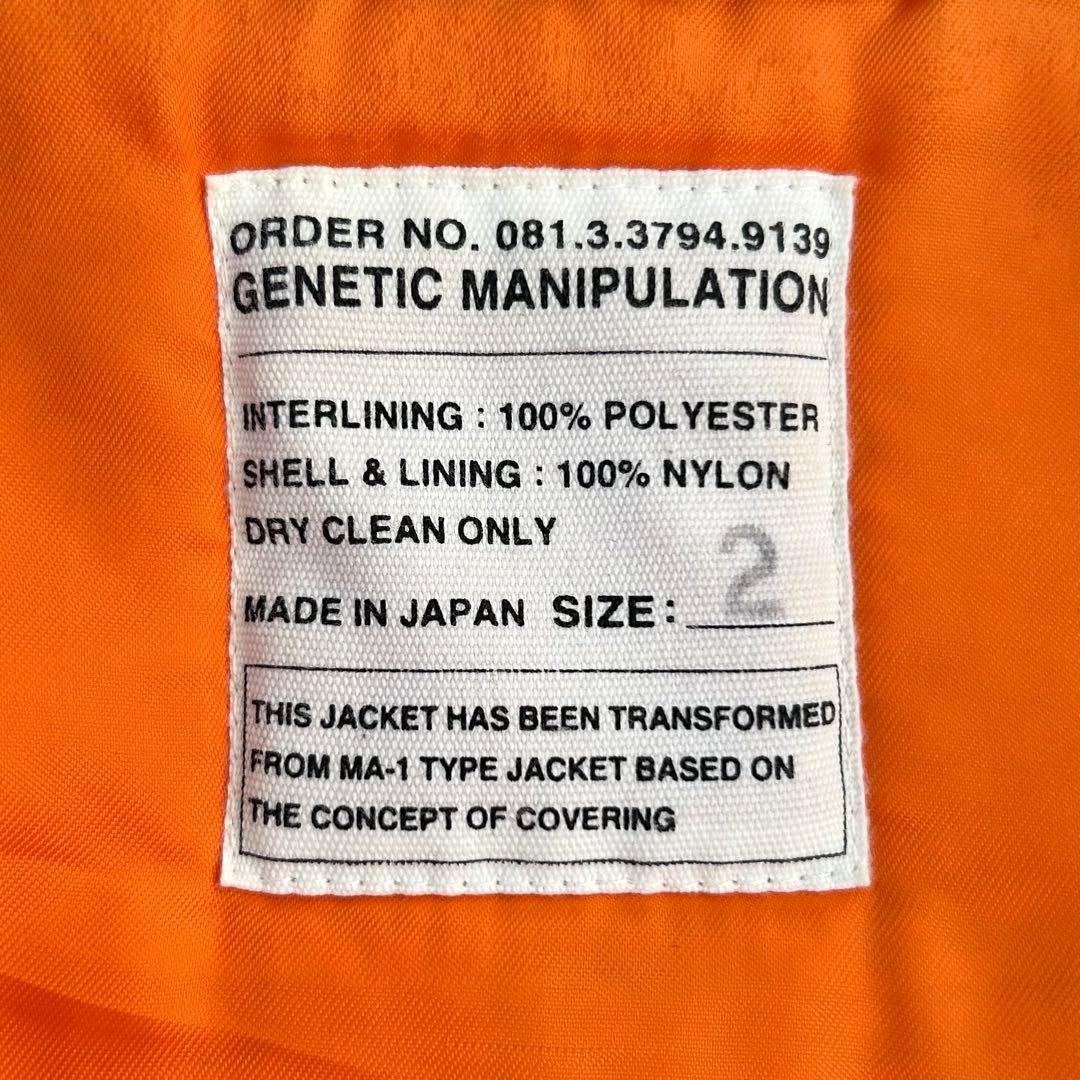 ORDER NO. 081.3.3794.9139
GENETIC MANIPULATION
INTERLINING : 100% POLYESTER
SHELL & LINING : 100% NYLON
DRY CLEAN ONLY
MADE IN JAPAN SIZE : 2
THIS JACKET HAS BEEN TRANSFORMED
FROM MA-1 TYPE JACKET BASED ON
THE CONCEPT OF COVERING